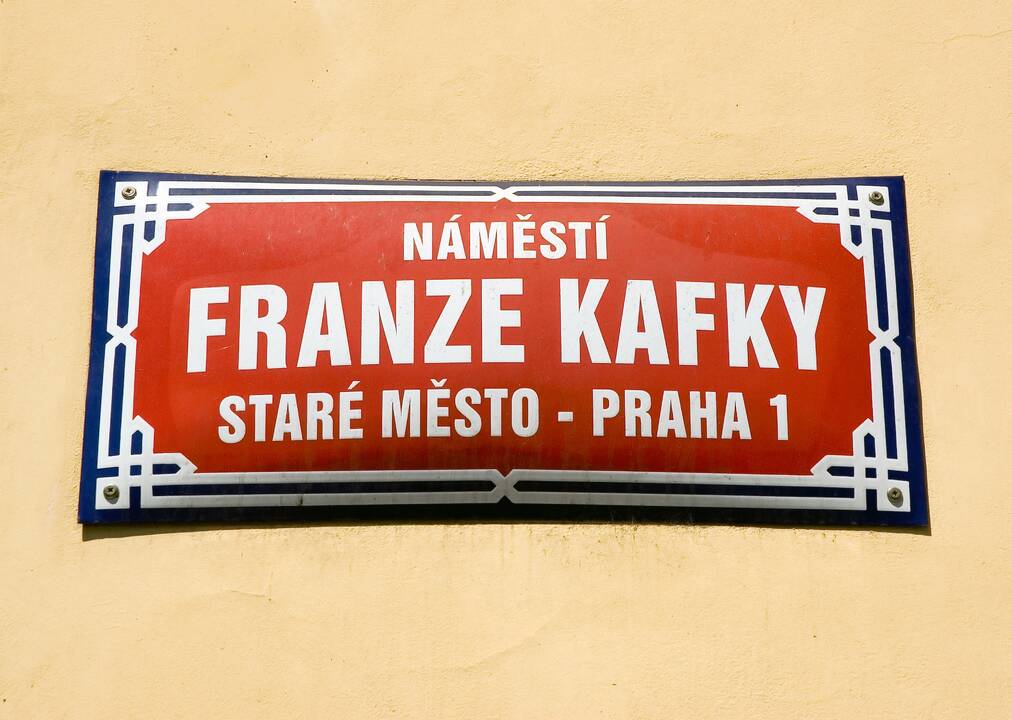 NÁMĚSTÍ
FRANZE KAFKY
STARÉ MĚSTO - PRAHA 1